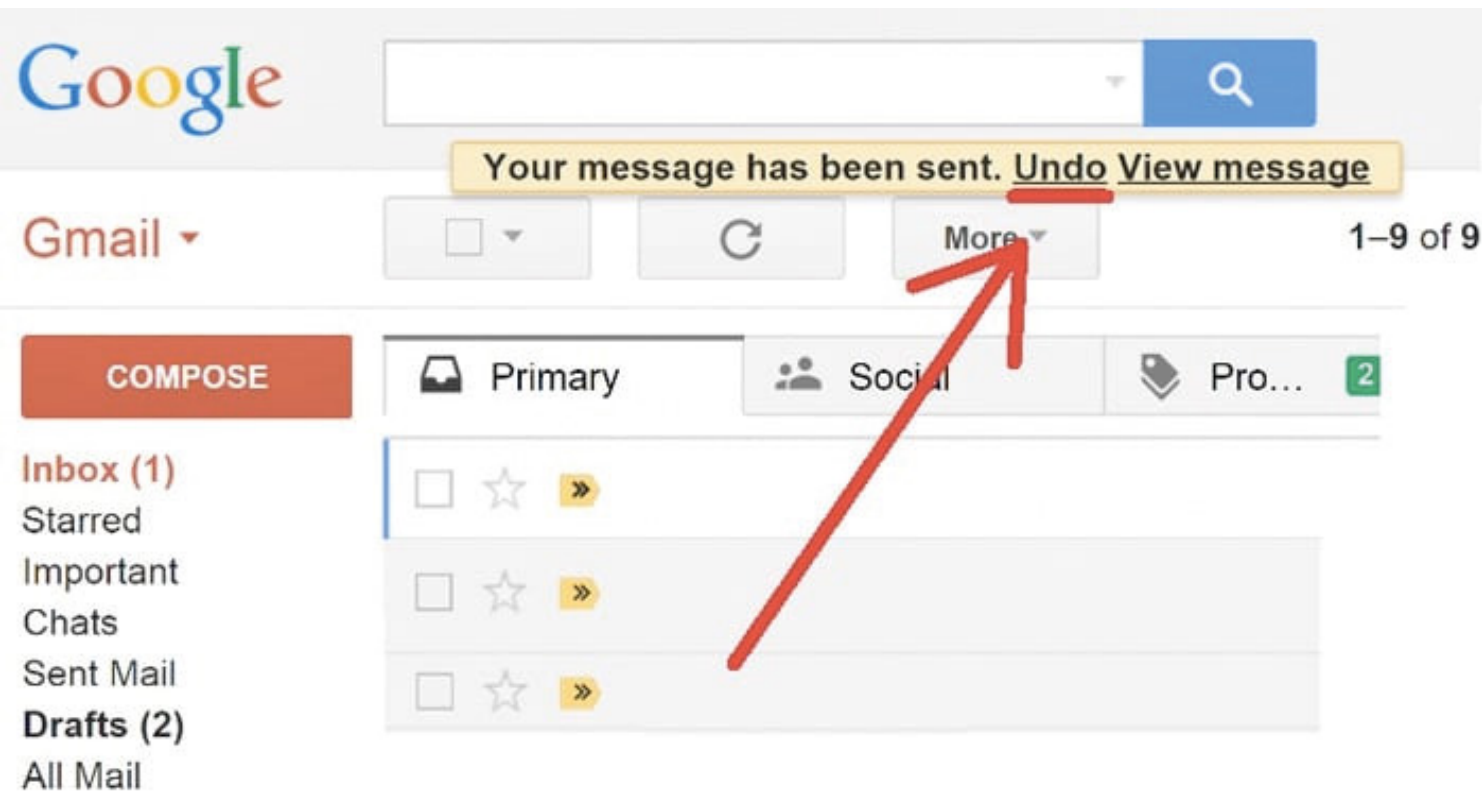 Google
Your message has been sent. Undo View message
Gmail
More
1–9 of 9
COMPOSE
Primary
Social
Pro...
2
Inbox (1)
Starred
Important
Chats
Sent Mail
Drafts (2)
All Mail